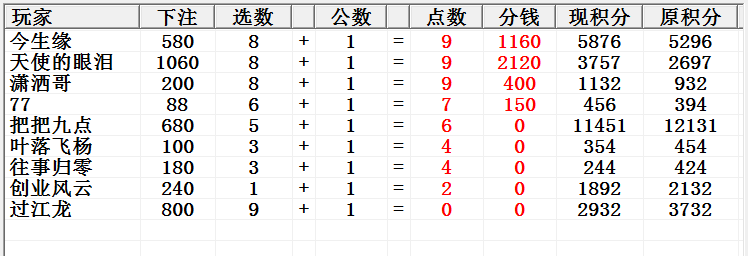 玩家 下注 选数 公数 点数 分钱 现积分 原积分
今生缘 580 8 + 1 = 9 1160 5876 5296
天使的眼泪 1060 8 + 1 = 9 2120 3757 2697
潇洒哥 200 8 + 1 = 9 400 1132 932
77 88 6 + 1 = 7 150 456 394
把把九点 680 5 + 1 = 6 0 11451 12131
叶落飞杨 100 3 + 1 = 4 0 354 454
往事归零 180 3 + 1 = 4 0 244 424
创业风云 240 1 + 1 = 2 0 1892 2132
过江龙 800 9 + 1 = 0 0 2932 3732